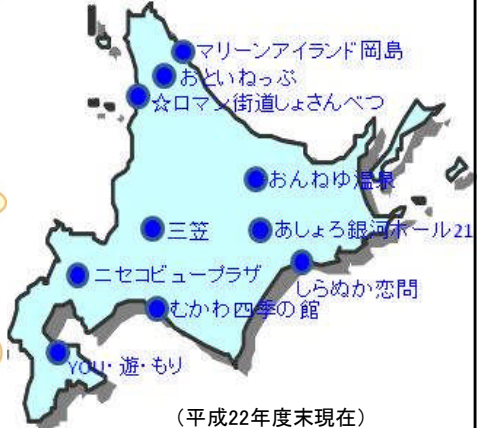 マリーンアイランド岡島
おといねっぷ
☆ロマン街道しょさんべつ
おんねゆ温泉
三笠
あしょろ銀河ホール21
ニセコビュープラザ
しらぬか恋問
むかわ四季の館
YOU・遊・もり
（平成22年度末現在）